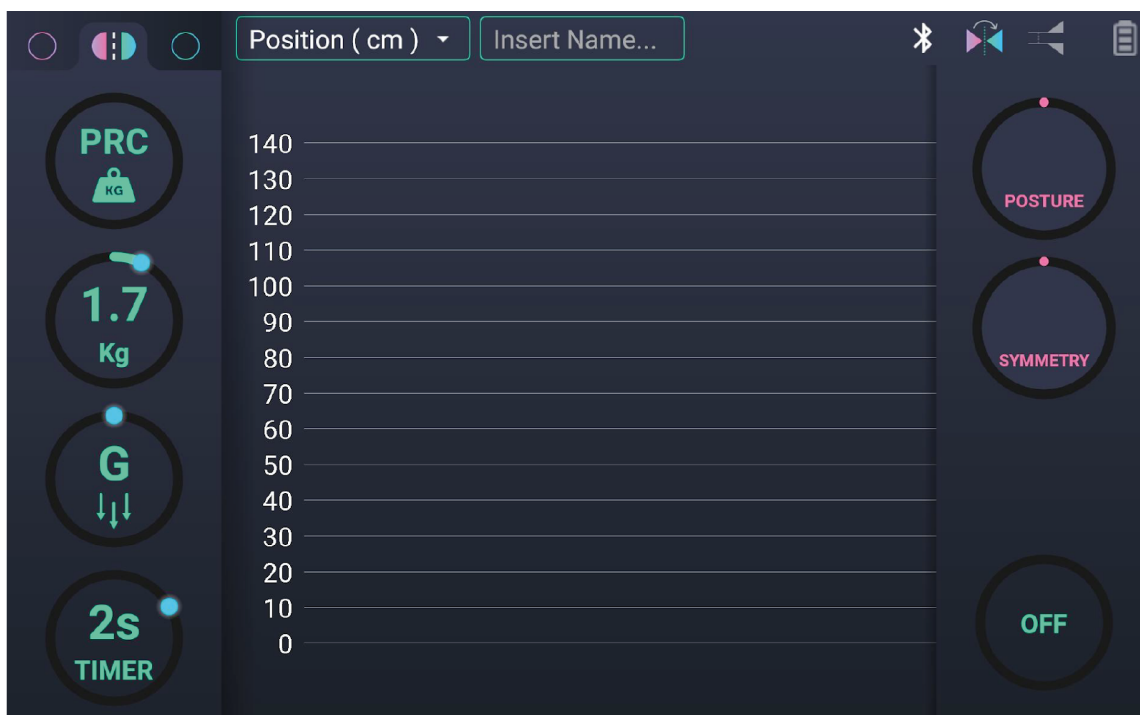 Position ( cm )
Insert Name...
PRC
KG
1.7
Kg
G
2s
TIMER
140
130
120
110
100
90
80
70
60
50
40
30
20
10
0
POSTURE
SYMMETRY
OFF